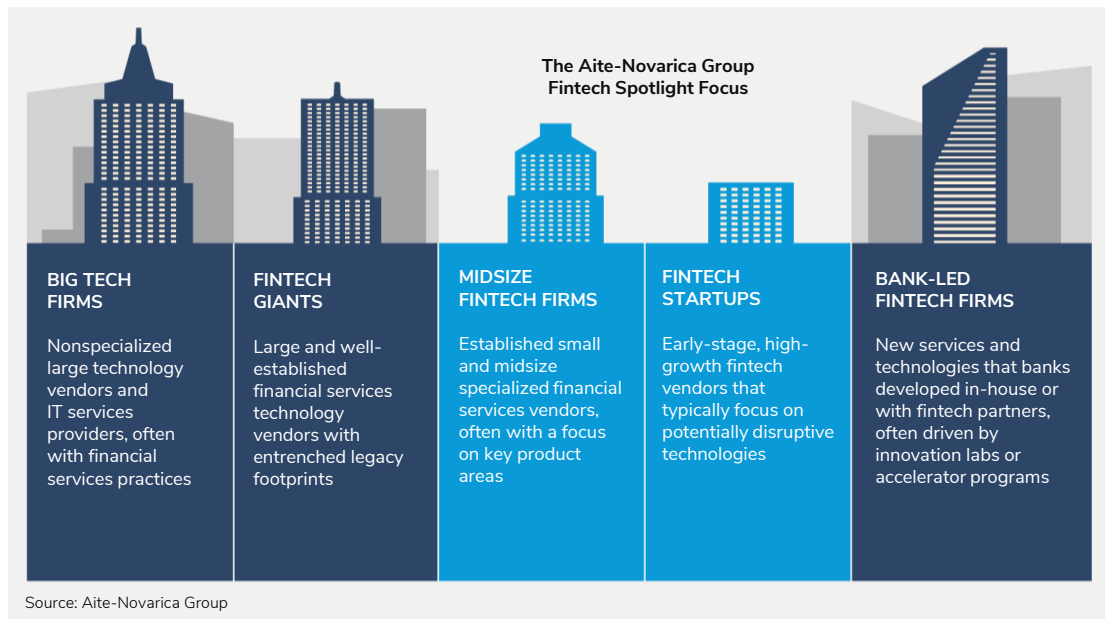 The Aite-Novarica Group
Fintech Spotlight Focus
BIG TECH
FIRMS
Nonspecialized
large technology
vendors and
IT services
providers, often
with financial
services practices
FINTECH
GIANTS
Large and well-
established
financial services
technology
vendors with
entrenched legacy
footprints
MIDSIZE
FINTECH FIRMS
Established small
and midsize
specialized financial
services vendors,
often with a focus
on key product
areas
FINTECH
STARTUPS
Early-stage, high-
growth fintech
vendors that
typically focus on
potentially disruptive
technologies
BANK-LED
FINTECH FIRMS
New services and
technologies that banks
developed in-house or
with fintech partners,
often driven by
innovation labs or
accelerator programs
Source: Aite-Novarica Group